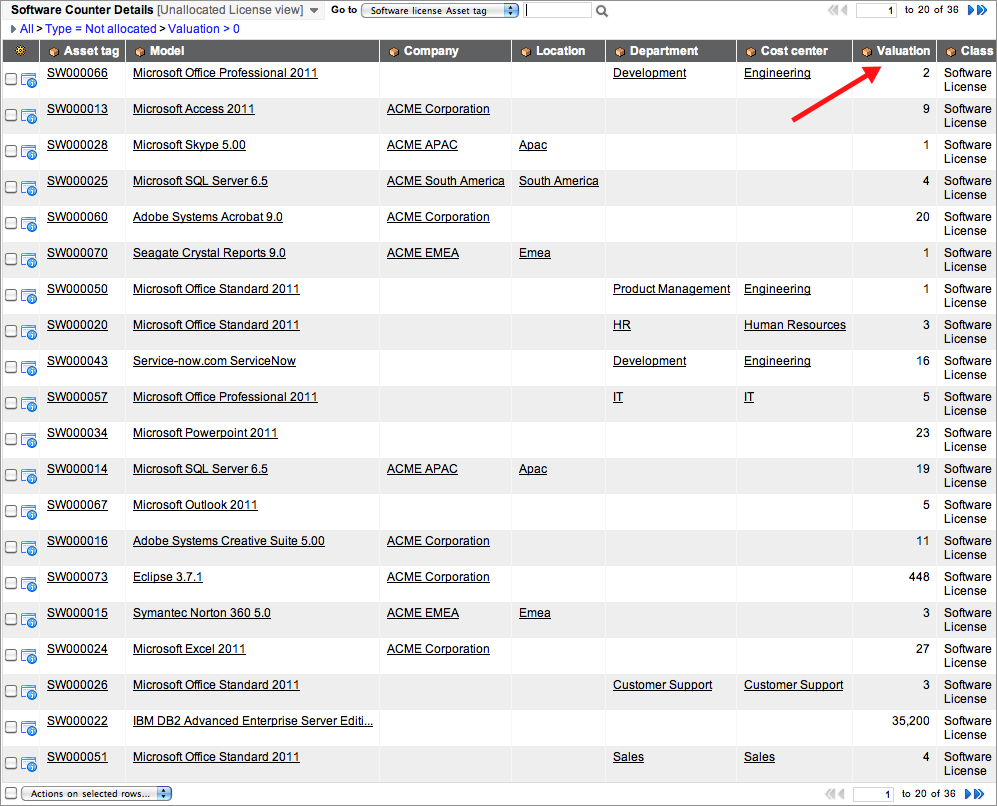 Software Counter Details [Unallocated License view] Go to Software license Asset tag 1 to 20 of 36
All > Type = Not allocated > Valuation > 0
Asset tag Model Company Location Department Cost center Valuation Class
SW000066 Microsoft Office Professional 2011 Development Engineering 2 Software License
SW000013 Microsoft Access 2011 ACME Corporation 9 Software License
SW000028 Microsoft Skype 5.00 ACME APAC Apac 1 Software License
SW000025 Microsoft SQL Server 6.5 ACME South America South America 4 Software License
SW000060 Adobe Systems Acrobat 9.0 ACME Corporation 20 Software License
SW000070 Seagate Crystal Reports 9.0 ACME EMEA Emea 1 Software License
SW000050 Microsoft Office Standard 2011 Product Management Engineering 1 Software License
SW000020 Microsoft Office Standard 2011 HR Human Resources 3 Software License
SW000043 Service-now.com ServiceNow Development Engineering 16 Software License
SW000057 Microsoft Office Professional 2011 IT IT 5 Software License
SW000034 Microsoft Powerpoint 2011 23 Software License
SW000014 Microsoft SQL Server 6.5 ACME APAC Apac 19 Software License
SW000067 Microsoft Outlook 2011 5 Software License
SW000016 Adobe Systems Creative Suite 5.00 ACME Corporation 11 Software License
SW000073 Eclipse 3.7.1 ACME Corporation 448 Software License
SW000015 Symantec Norton 360 5.0 ACME EMEA Emea 3 Software License
SW000024 Microsoft Excel 2011 ACME Corporation 27 Software License
SW000026 Microsoft Office Standard 2011 Customer Support Customer Support 3 Software License
SW000022 IBM DB2 Advanced Enterprise Server Editi... 35,200 Software License
SW000051 Microsoft Office Standard 2011 Sales Sales 4 Software License
Actions on selected rows... 1 to 20 of 36